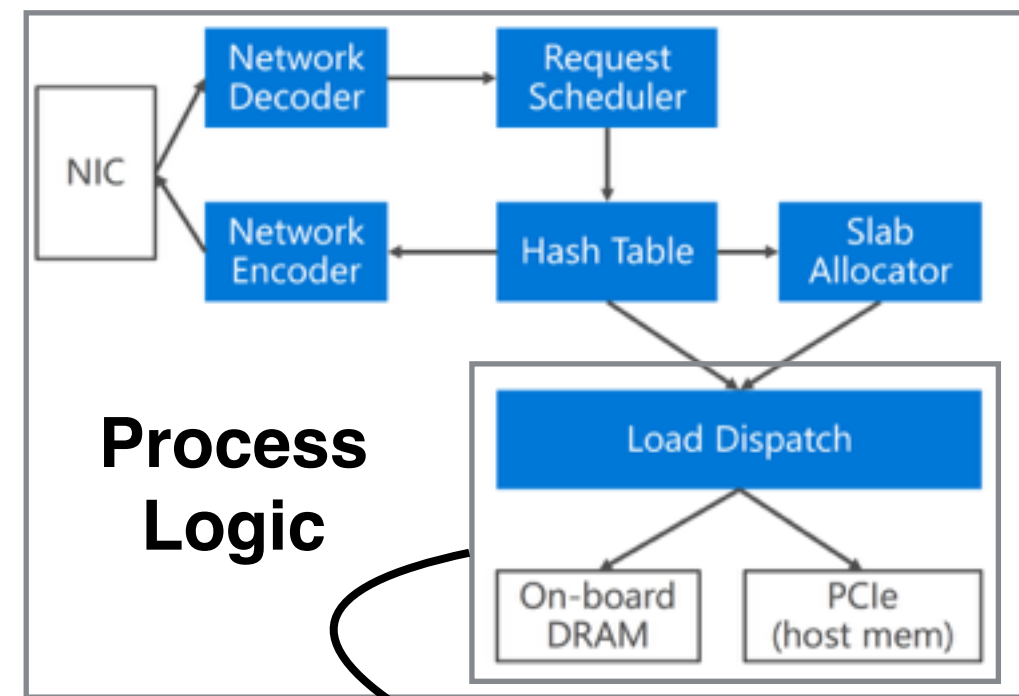 Network
Decoder
Request
Scheduler
NIC
Network
Encoder
Hash Table
Slab
Allocator
Process
Logic
Load Dispatch
On-board
DRAM
PCIe
(host mem)